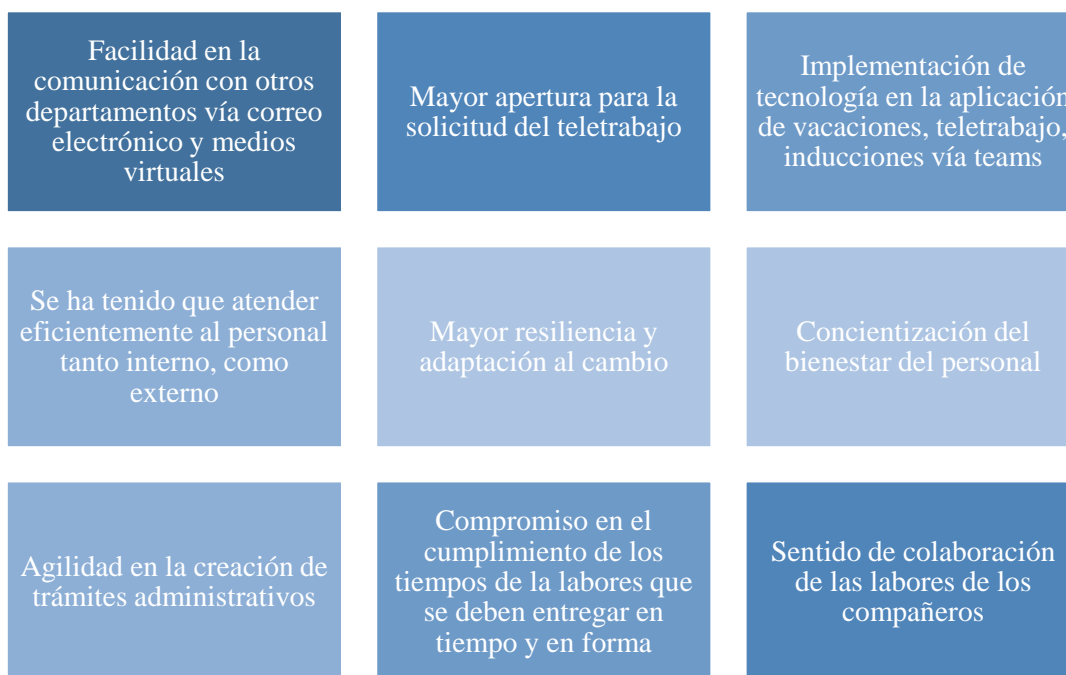 Facilidad en la
comunicación con otros
departamentos vía correo
electrónico y medios
virtuales
Mayor apertura para la
solicitud del teletrabajo
Implementación de
tecnología en la aplicación
de vacaciones, teletrabajo,
inducciones vía teams
Se ha tenido que atender
eficientemente al personal
tanto interno, como
externo
Mayor resiliencia y
adaptación al cambio
Concientización del
bienestar del personal
Agilidad en la creación de
trámites administrativos
Compromiso en el
cumplimiento de los
tiempos de la labores que
se deben entregar en
tiempo y en forma
Sentido de colaboración
de las labores de los
compañeros